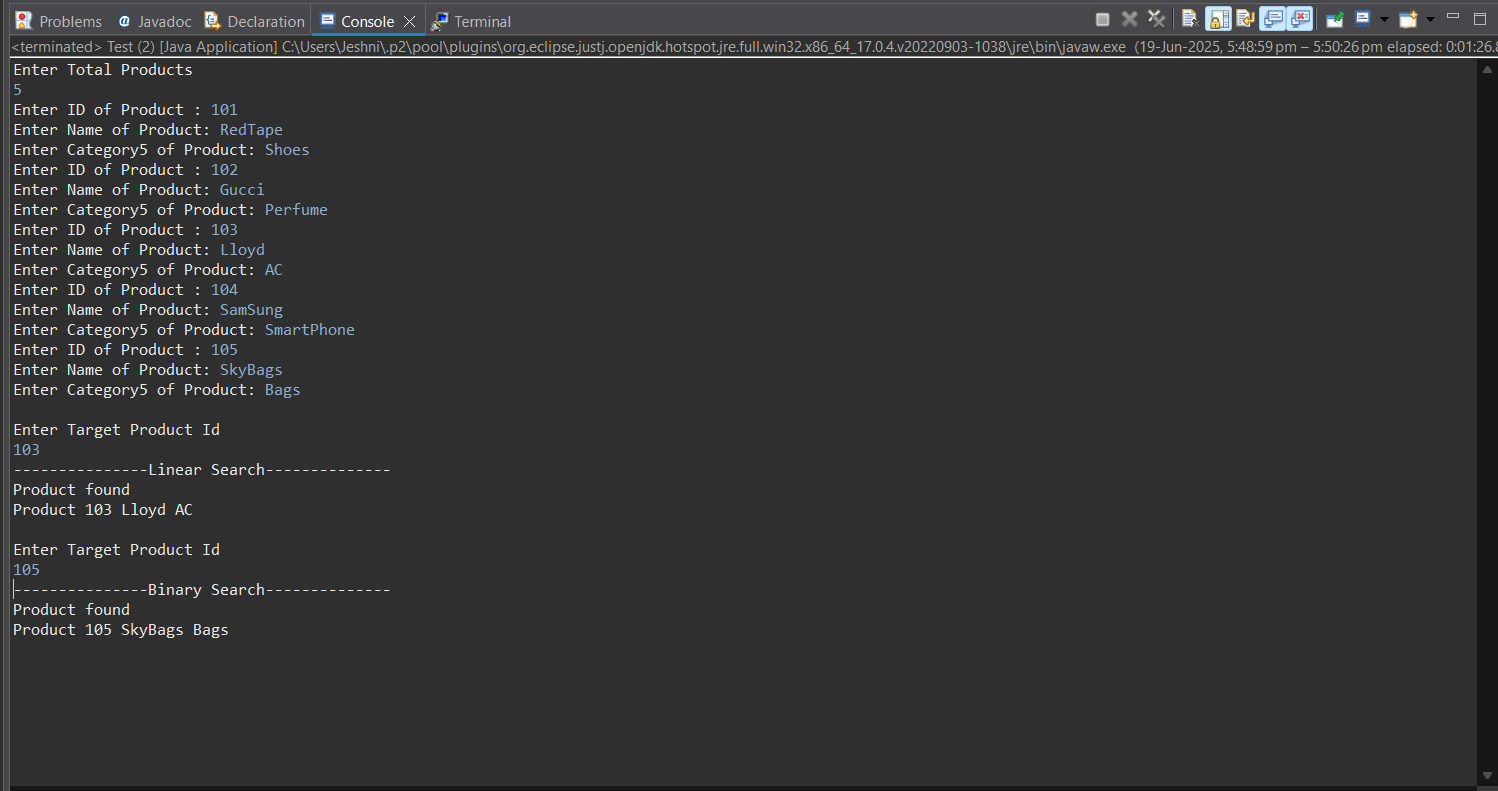 Problems Javadoc Declaration Console Terminal
<terminated> Test (2) [Java Application] C:\Users\Jeshni\.p2\pool\plugins\org.eclipse.justj.openjdk.hotspot.jre.full.win32.x86_64_17.0.4.v20220903-1038\jre\bin\javaw.exe (19-Jun-2025, 5:48:59 pm – 5:50:26 pm elapsed: 0:01:26.8
Enter Total Products
5
Enter ID of Product : 101
Enter Name of Product: RedTape
Enter Category5 of Product: Shoes
Enter ID of Product : 102
Enter Name of Product: Gucci
Enter Category5 of Product: Perfume
Enter ID of Product : 103
Enter Name of Product: Lloyd
Enter Category5 of Product: AC
Enter ID of Product : 104
Enter Name of Product: SamSung
Enter Category5 of Product: SmartPhone
Enter ID of Product : 105
Enter Name of Product: SkyBags
Enter Category5 of Product: Bags
Enter Target Product Id
103
---------------Linear Search--------------
Product found
Product 103 Lloyd AC
Enter Target Product Id
105
---------------Binary Search--------------
Product found
Product 105 SkyBags Bags